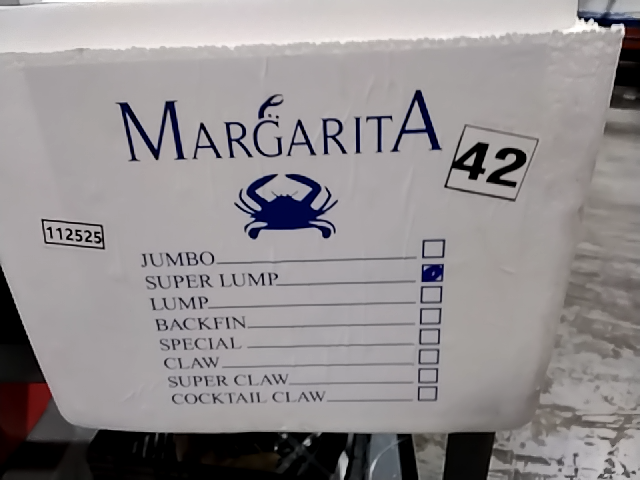 MARGARITA
42
112525
JUMBO
SUPER LUMP
LUMP
BACKFIN
SPECIAL
CLAW
SUPER CLAW
COCKTAIL CLAW